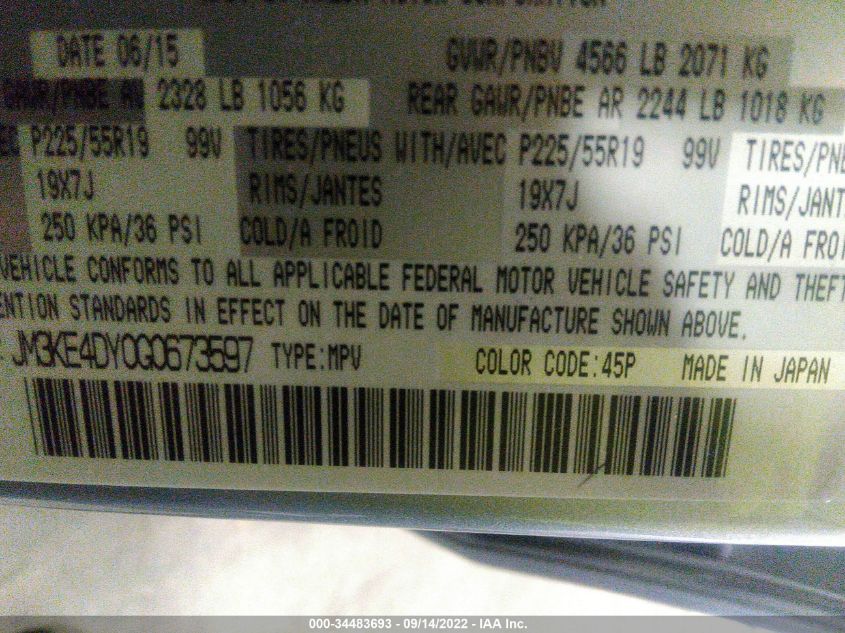 MOTOR CORPORATION
DATE 06/15 GVWR/PNBV 4566 LB 2071 KG
GAWR/PNBE AV 2328 LB 1056 KG REAR GAWR/PNBE AR 2244 LB 1018 KG
EC P225/55R19 99V TIRES/PNEUS WITH/AVEC P225/55R19 99V TIRES/PNE
19X7J RIMS/JANTES 19X7J RIMS/JANT
250 KPA/36 PSI COLD/A FROID 250 KPA/36 PSI COLD/A FROI
VEHICLE CONFORMS TO ALL APPLICABLE FEDERAL MOTOR VEHICLE SAFETY AND THEFT
ENTION STANDARDS IN EFFECT ON THE DATE OF MANUFACTURE SHOWN ABOVE.
JM3KE4DY0G0673597 TYPE:MPV COLOR CODE:45P MADE IN JAPAN
000-34483693 - 09/14/2022 - IAA Inc.